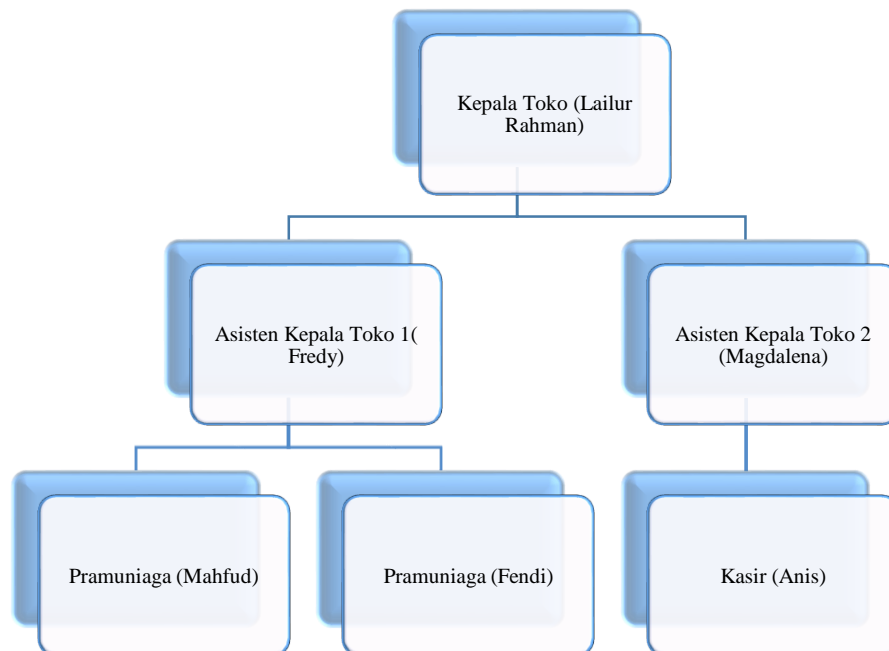 Kepala Toko (Lailur
Rahman)
Asisten Kepala Toko 1(
Fredy)
Asisten Kepala Toko 2
(Magdalena)
Pramuniaga (Mahfud)
Pramuniaga (Fendi)
Kasir (Anis)